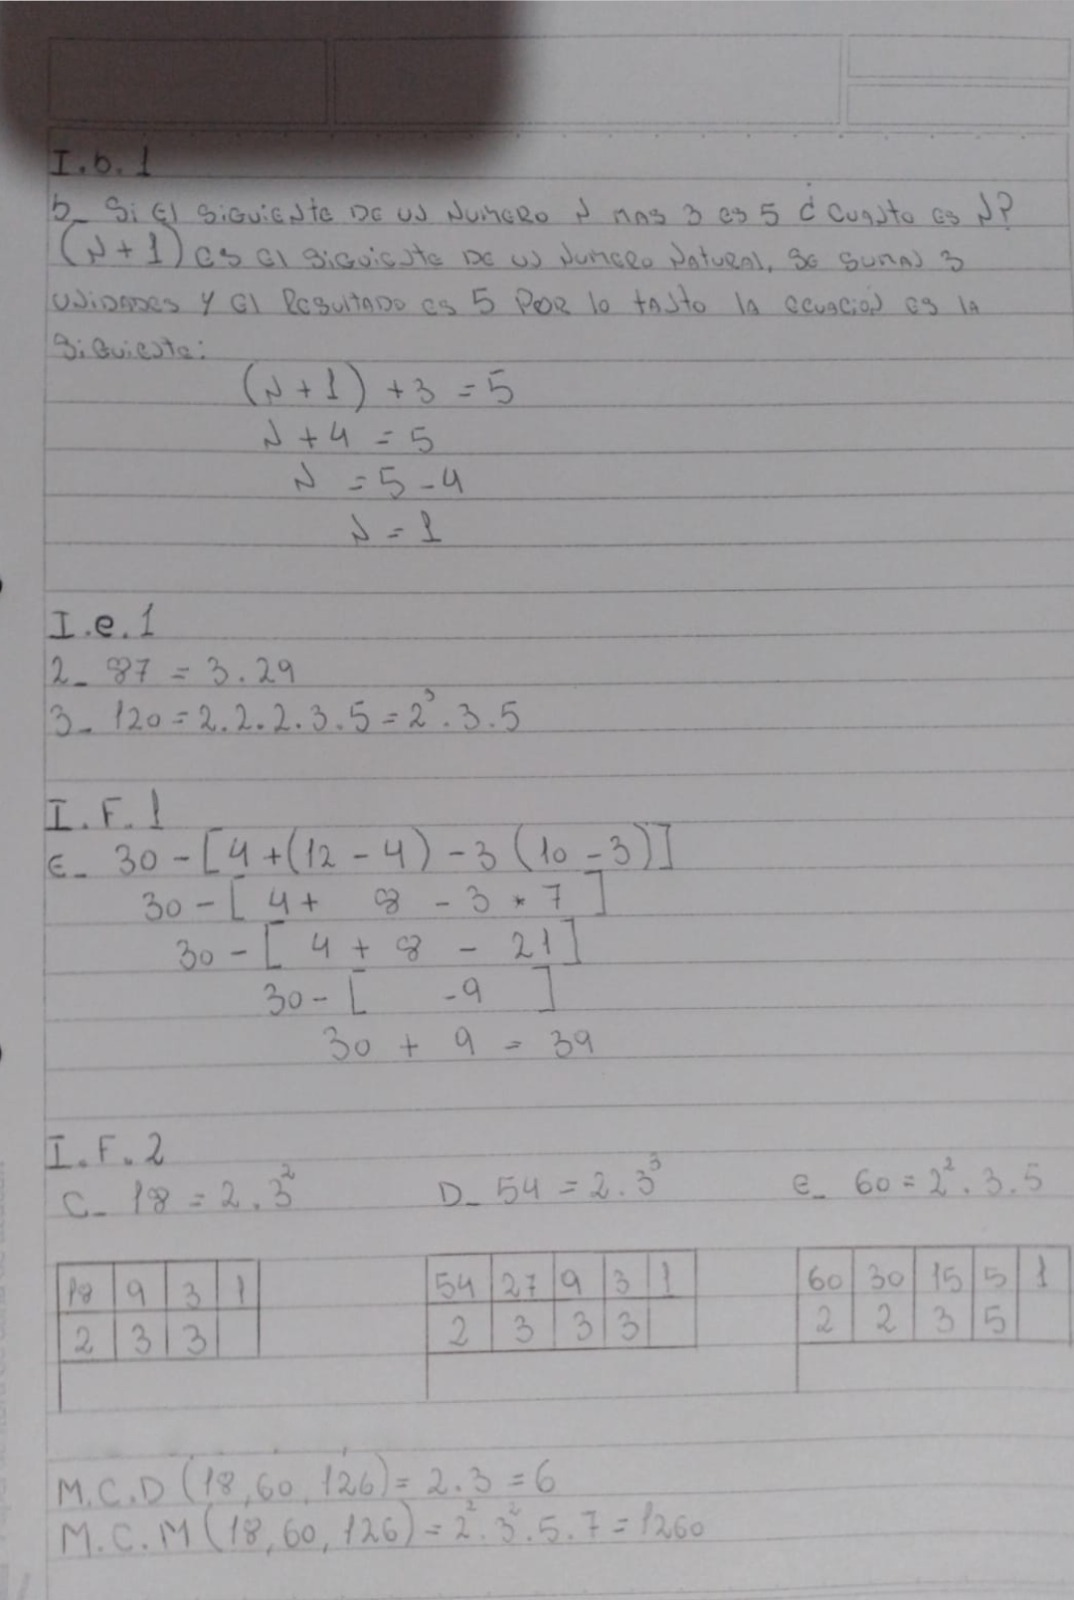 I.b.1
b_ Si El siguiente De un Numero N mas 3 es 5 ¿Cuanto es N?
(N+1) es el siguiente De un Numero Natural, se suman 3
unidades y el Resultado es 5 Por lo tanto la ecuación es la
siguiente:
(N+1) +3 =5
N+4 =5
N =5-4
N=1
I.e.1
2_ 87 = 3.29
3_ 120=2.2.2.3.5=2³.3.5
I.F.1
E_ 30-[4+(12-4)-3(10-3)]
30-[4+ 8 -3*7]
30-[4+8-21]
30-[ -9 ]
30 + 9 = 39
I.F.2
C_ 18=2.3² D_ 54=2.3³ e_ 60=2².3.5
18 9 3 1 54 27 9 3 1 60 30 15 5 1
2 3 3 2 3 3 3 2 2 3 5
M.C.D (18,60,126)=2.3=6
M.C.M (18,60,126)=2².3².5.7=1260